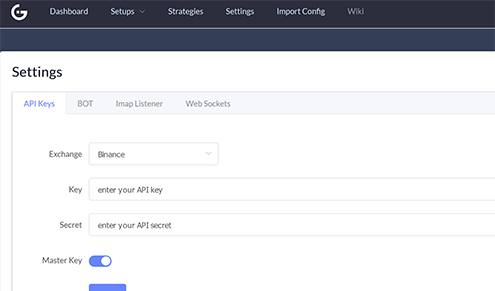 Dashboard Setups Strategies Settings Import Config Wiki
Settings
API Keys BOT Imap Listener Web Sockets
Exchange Binance
Key enter your API key
Secret enter your API secret
Master Key